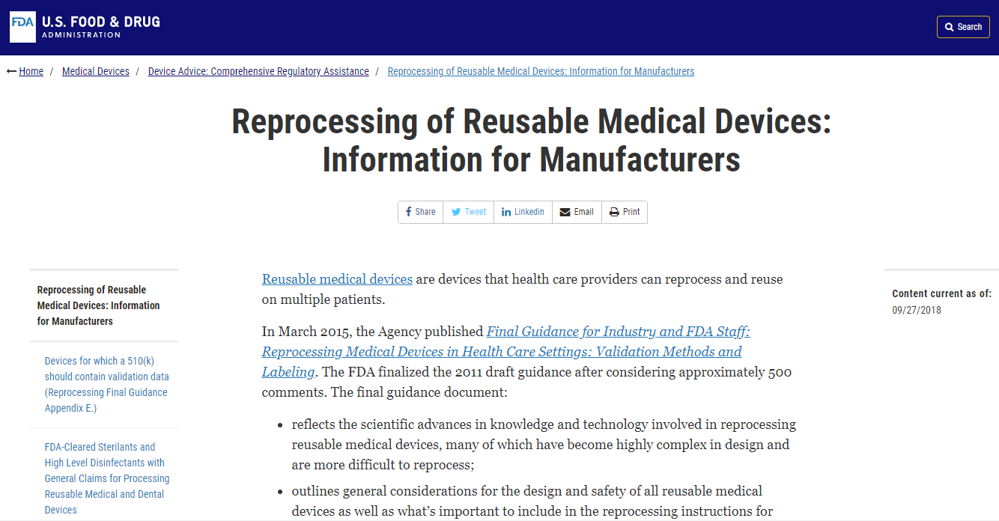 FDA U.S. FOOD & DRUG
ADMINISTRATION
Search
Home / Medical Devices / Device Advice: Comprehensive Regulatory Assistance / Reprocessing of Reusable Medical Devices: Information for Manufacturers
Reprocessing of Reusable Medical Devices:
Information for Manufacturers
Share Tweet Linkedin Email Print
Reprocessing of Reusable
Medical Devices: Information
for Manufacturers
Devices for which a 510(k)
should contain validation data
(Reprocessing Final Guidance
Appendix E.)
FDA-Cleared Sterilants and
High Level Disinfectants with
General Claims for Processing
Reusable Medical and Dental
Devices
Reusable medical devices are devices that health care providers can reprocess and reuse
on multiple patients.
In March 2015, the Agency published Final Guidance for Industry and FDA Staff:
Reprocessing Medical Devices in Health Care Settings: Validation Methods and
Labeling. The FDA finalized the 2011 draft guidance after considering approximately 500
comments. The final guidance document:
• reflects the scientific advances in knowledge and technology involved in reprocessing
reusable medical devices, many of which have become highly complex in design and
are more difficult to reprocess;
• outlines general considerations for the design and safety of all reusable medical
devices as well as what's important to include in the reprocessing instructions for
Content current as of:
09/27/2018